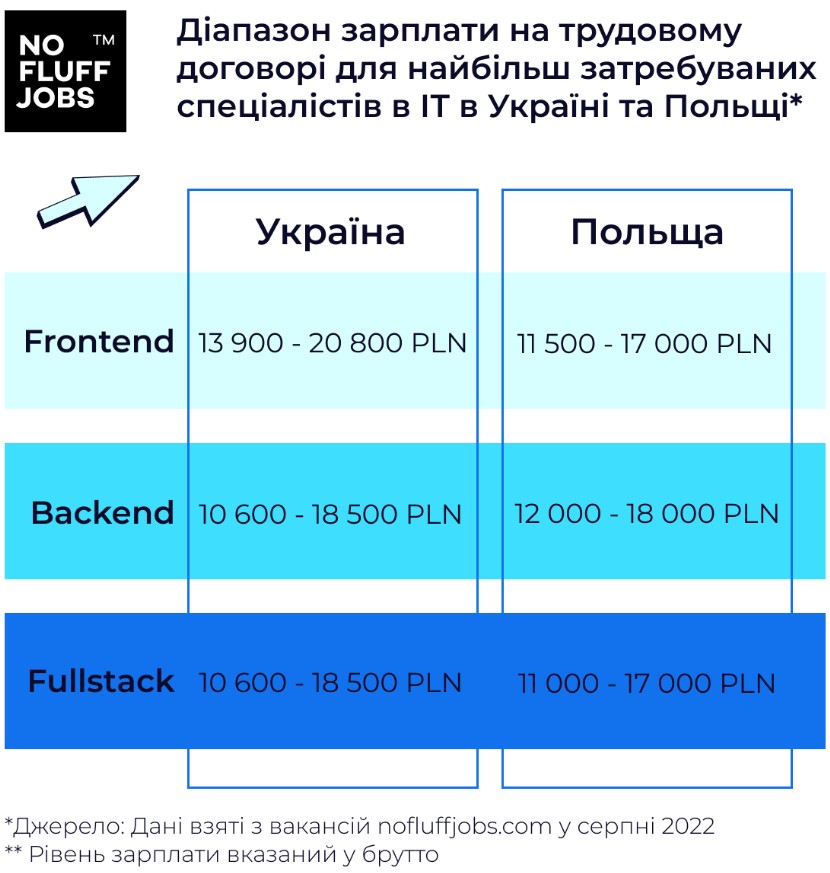 NO ™
FLUFF
JOBS
Діапазон зарплати на трудовому
договорі для найбільш затребуваних
спеціалістів в ІТ в Україні та Польщі*
Україна Польща
Frontend 13 900 - 20 800 PLN 11 500 - 17 000 PLN
Backend 10 600 - 18 500 PLN 12 000 - 18 000 PLN
Fullstack 10 600 - 18 500 PLN 11 000 - 17 000 PLN
*Джерело: Дані взяті з вакансій nofluffjobs.com у серпні 2022
** Рівень зарплати вказаний у брутто